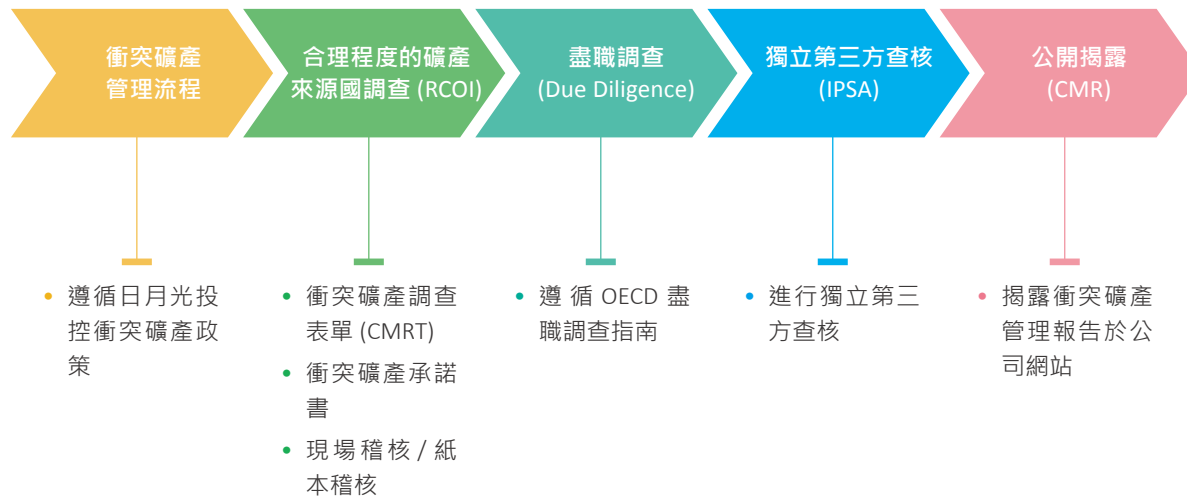 衝突礦產
管理流程
合理程度的礦產
來源國調查 (RCOI)
盡職調查
(Due Diligence)
獨立第三方查核
(IPSA)
公開揭露
(CMR)
• 遵循日月光投
控衝突礦產政
策
• 衝突礦產調查
表單 (CMRT)
• 衝突礦產承諾
書
• 現場稽核 / 紙
本稽核
• 遵循 OECD 盡
職調查指南
• 進行獨立第三
方查核
• 揭露衝突礦產
管理報告於公
司網站